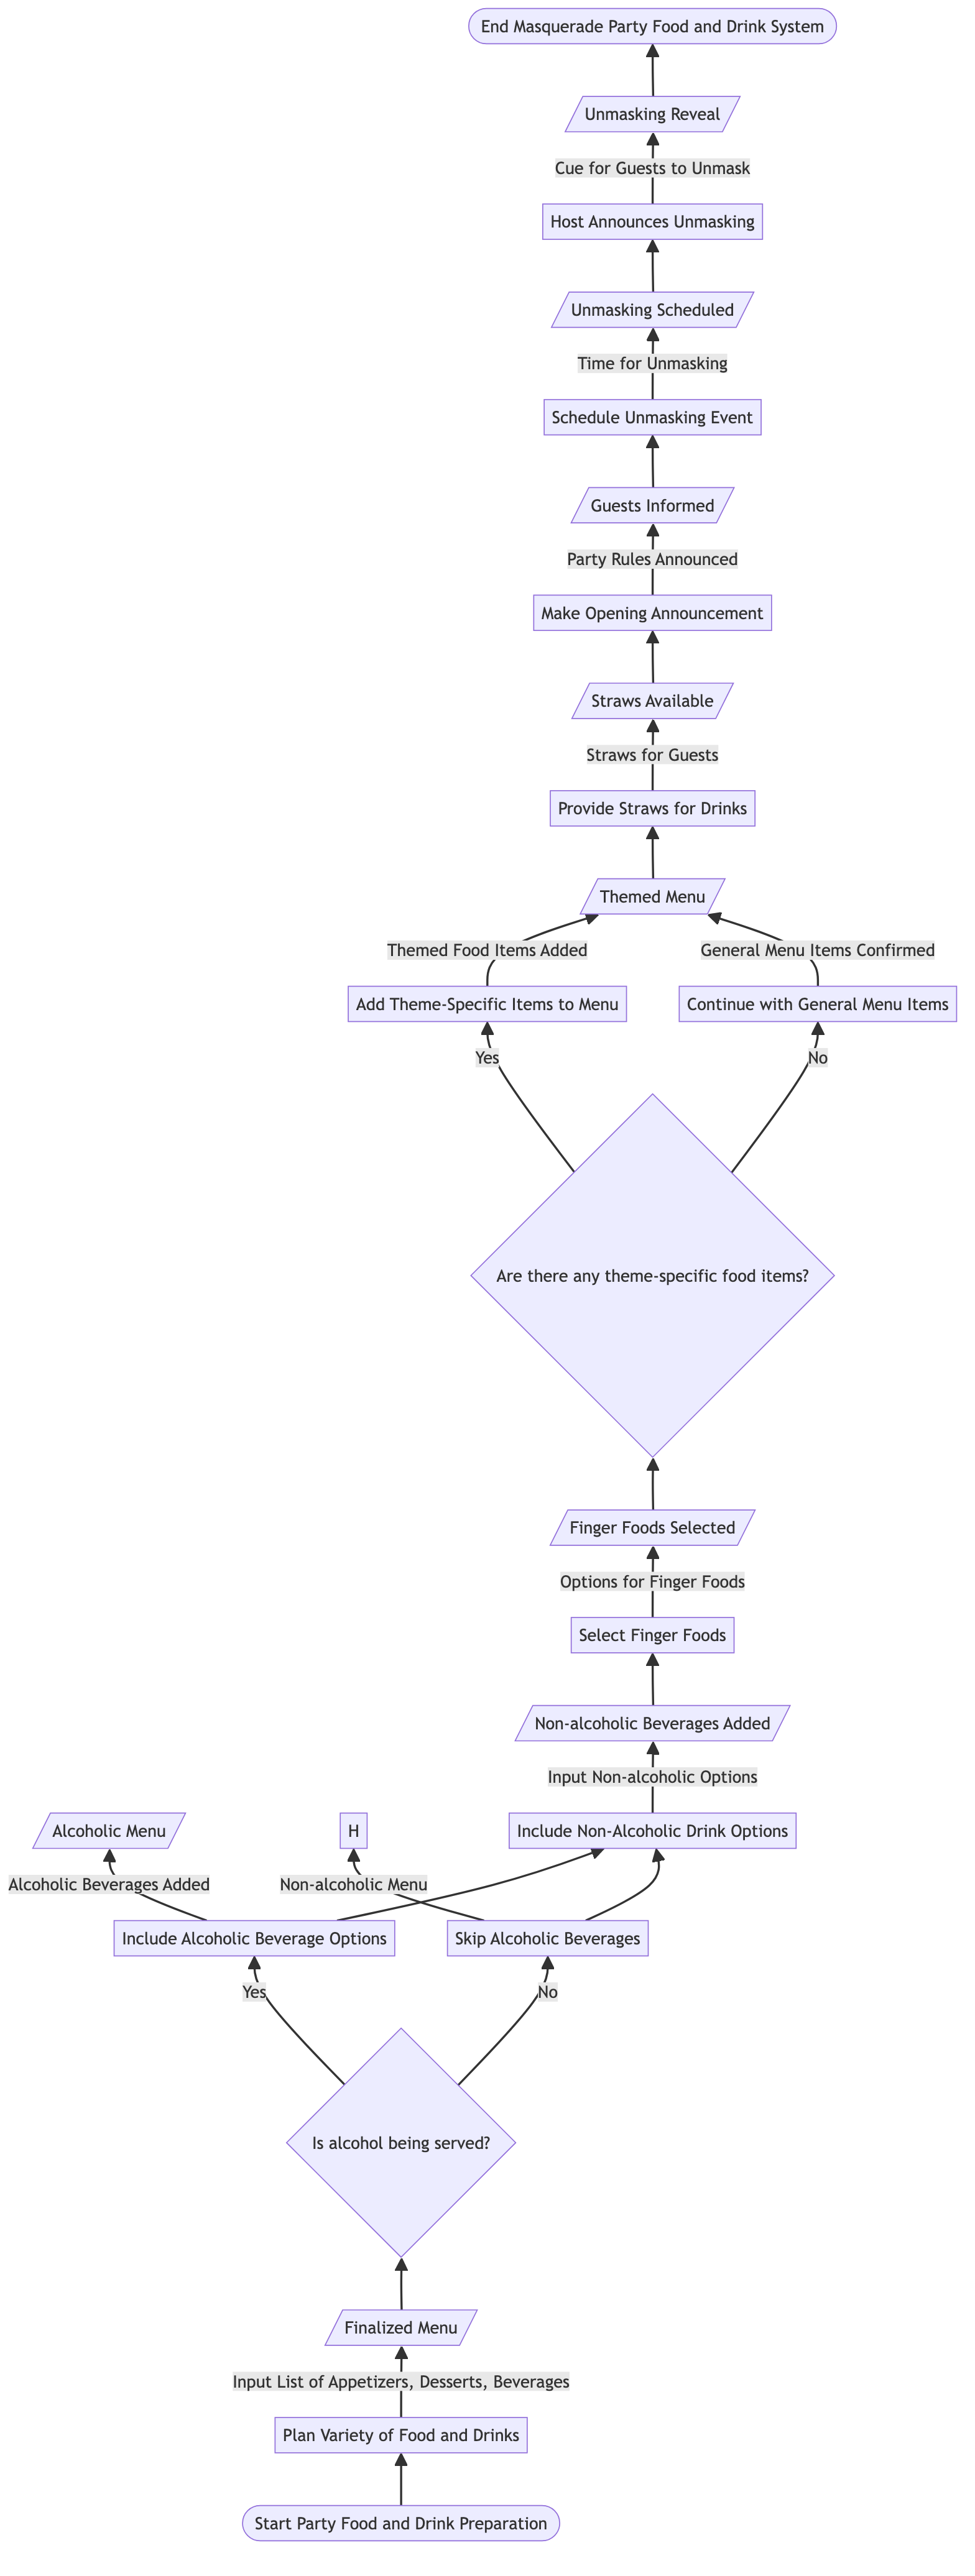 End Masquerade Party Food and Drink System
Unmasking Reveal
Cue for Guests to Unmask
Host Announces Unmasking
Unmasking Scheduled
Time for Unmasking
Schedule Unmasking Event
Guests Informed
Party Rules Announced
Make Opening Announcement
Straws Available
Straws for Guests
Provide Straws for Drinks
Themed Menu
Themed Food Items Added
General Menu Items Confirmed
Add Theme-Specific Items to Menu
Continue with General Menu Items
Yes
No
Are there any theme-specific food items?
Finger Foods Selected
Options for Finger Foods
Select Finger Foods
Non-alcoholic Beverages Added
Input Non-alcoholic Options
Alcoholic Menu
H
Include Non-Alcoholic Drink Options
Alcoholic Beverages Added
Non-alcoholic Menu
Include Alcoholic Beverage Options
Skip Alcoholic Beverages
Yes
No
Is alcohol being served?
Finalized Menu
Input List of Appetizers, Desserts, Beverages
Plan Variety of Food and Drinks
Start Party Food and Drink Preparation